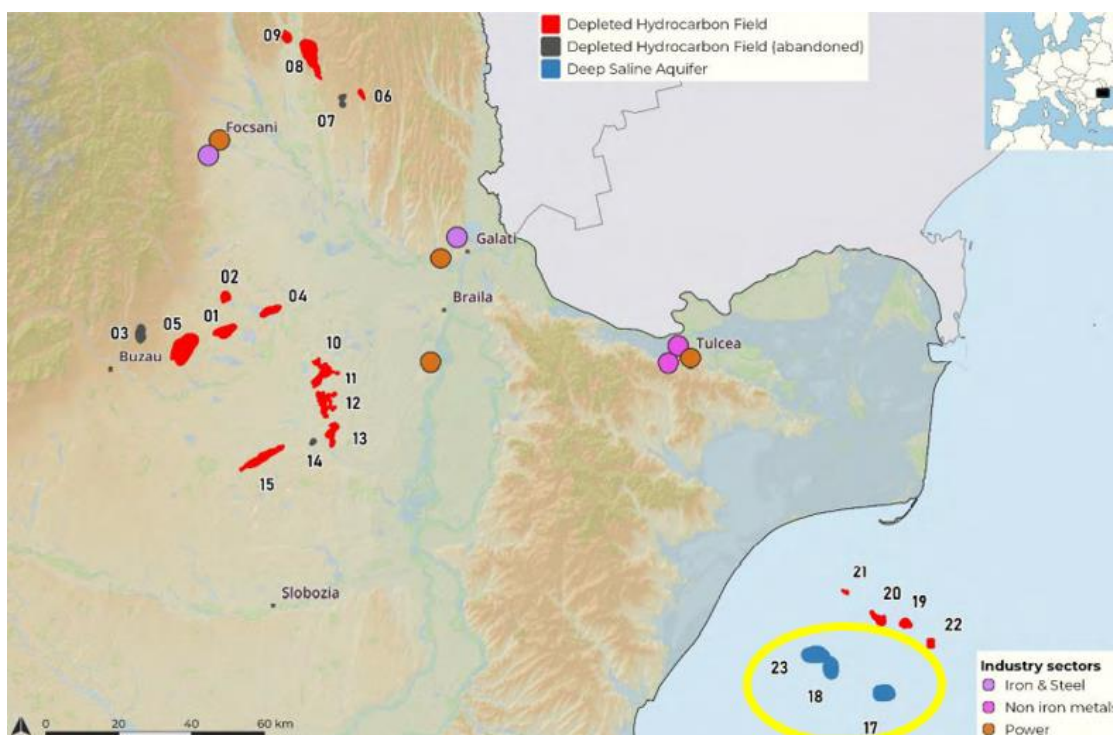 Depleted Hydrocarbon Field
Depleted Hydrocarbon Field (abandoned)
Deep Saline Aquifer
09
08
06
07
Focsani
Galati
02
04
Braila
03
05
01
Tulcea
Buzau
10
11
12
13
14
15
Slobozia
21
20
19
22
23
18
17
Industry sectors
Iron & Steel
Non iron metals
Power
0
20
40
60 km